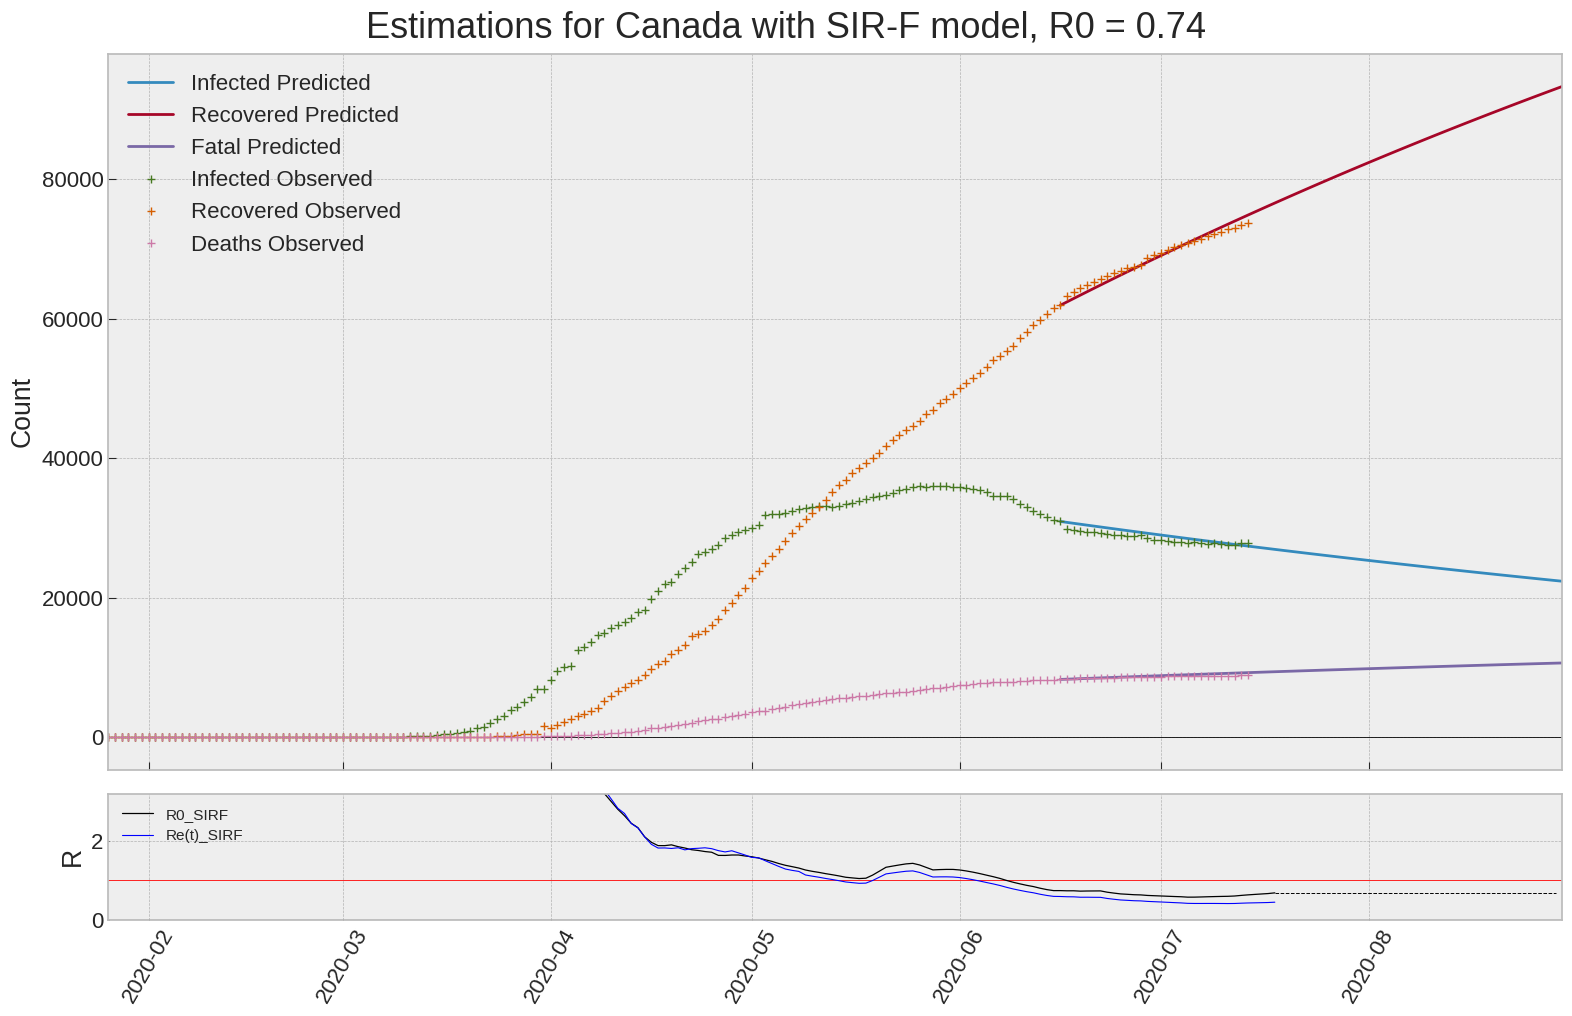 Estimations for Canada with SIR-F model, R0 = 0.74
Infected Predicted
Recovered Predicted
Fatal Predicted
Infected Observed
Recovered Observed
Deaths Observed
80000
60000
40000
20000
0
Count
R0_SIRF
Re(t)_SIRF
2
0
R
2020-02
2020-03
2020-04
2020-05
2020-06
2020-07
2020-08